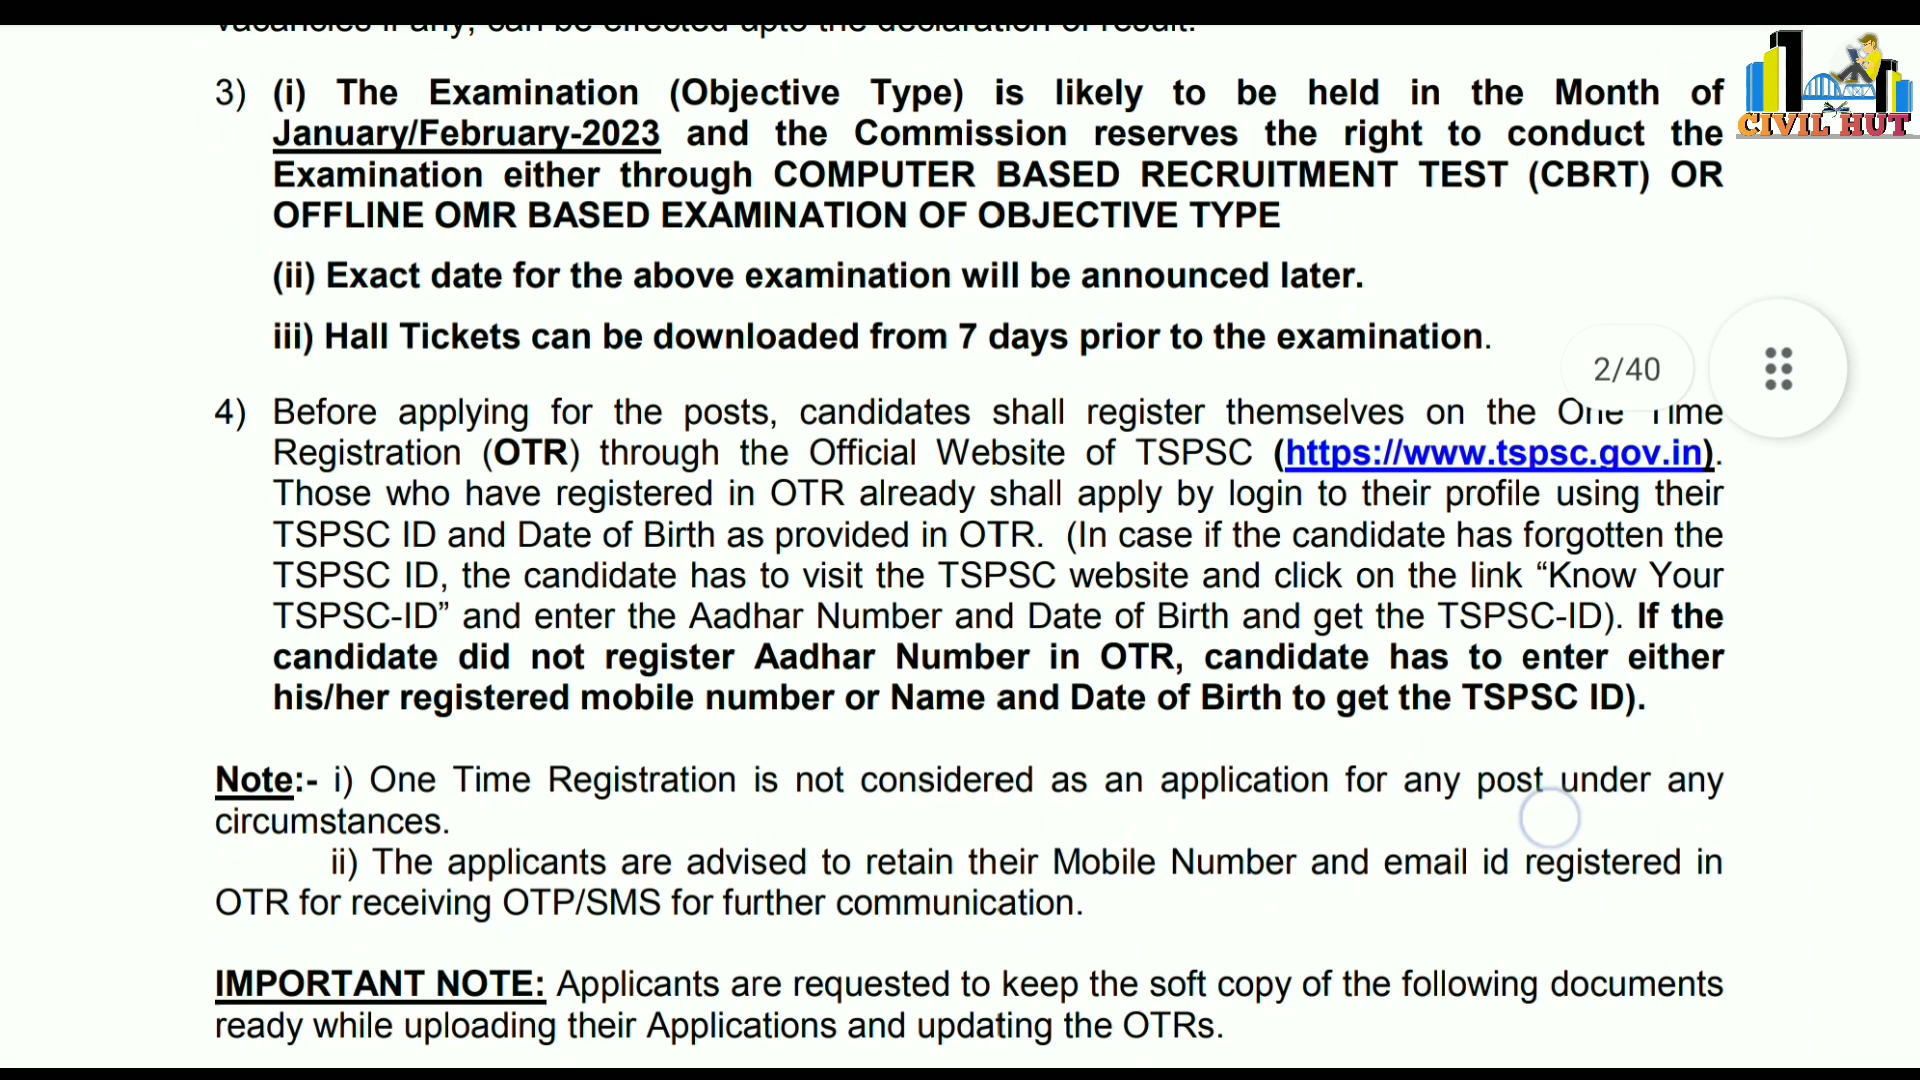 vacancies if any, can be effected upto the declaration of result.
3) (i) The Examination (Objective Type) is likely to be held in the Month of
January/February-2023 and the Commission reserves the right to conduct the
Examination either through COMPUTER BASED RECRUITMENT TEST (CBRT) OR
OFFLINE OMR BASED EXAMINATION OF OBJECTIVE TYPE
(ii) Exact date for the above examination will be announced later.
iii) Hall Tickets can be downloaded from 7 days prior to the examination.
2/40
4) Before applying for the posts, candidates shall register themselves on the One Time
Registration (OTR) through the Official Website of TSPSC (https://www.tspsc.gov.in).
Those who have registered in OTR already shall apply by login to their profile using their
TSPSC ID and Date of Birth as provided in OTR. (In case if the candidate has forgotten the
TSPSC ID, the candidate has to visit the TSPSC website and click on the link “Know Your
TSPSC-ID” and enter the Aadhar Number and Date of Birth and get the TSPSC-ID). If the
candidate did not register Aadhar Number in OTR, candidate has to enter either
his/her registered mobile number or Name and Date of Birth to get the TSPSC ID).
Note:- i) One Time Registration is not considered as an application for any post under any
circumstances.
ii) The applicants are advised to retain their Mobile Number and email id registered in
OTR for receiving OTP/SMS for further communication.
IMPORTANT NOTE: Applicants are requested to keep the soft copy of the following documents
ready while uploading their Applications and updating the OTRs.
CIVIL HUT